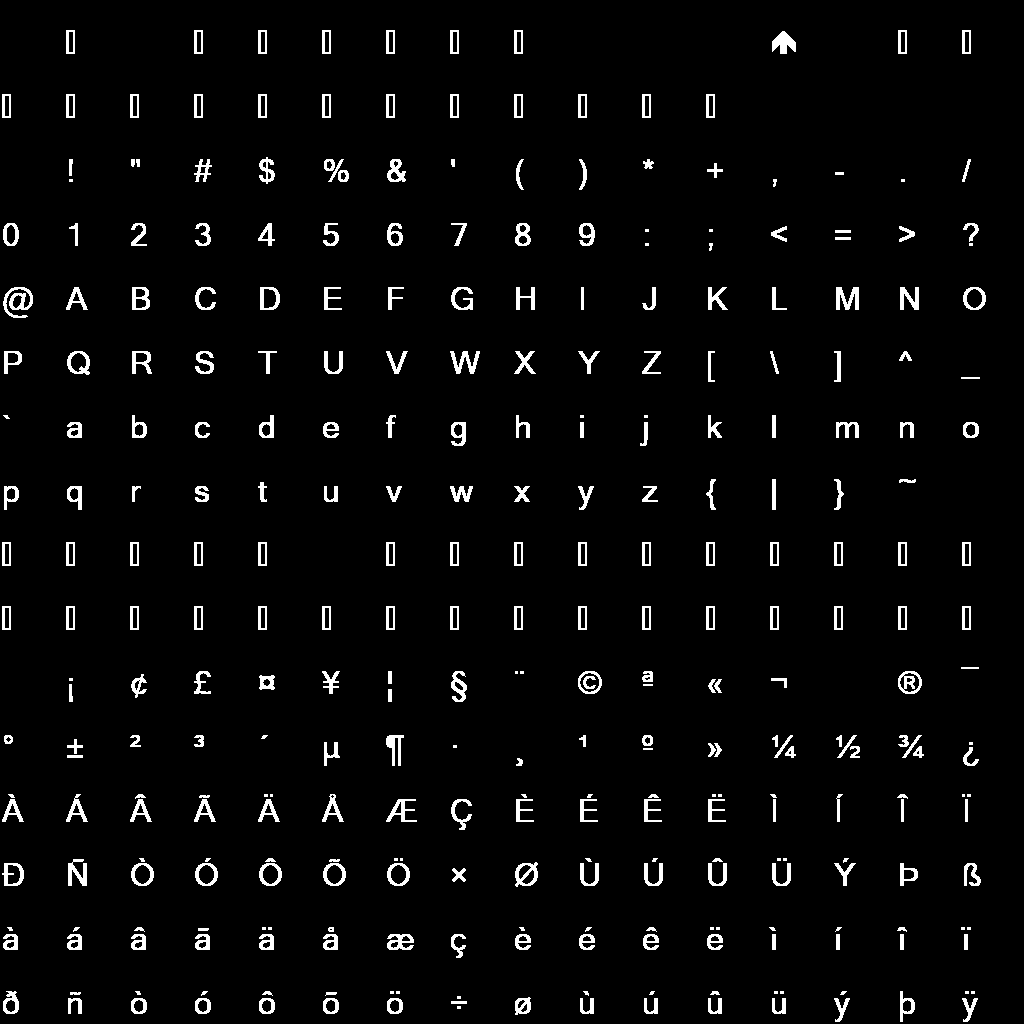 ▯ ▯ ▯ ▯ ▯ ▯ ▯ 🡹 ▯ ▯
▯ ▯ ▯ ▯ ▯ ▯ ▯ ▯ ▯ ▯ ▯ ▯
! " # $ % & ' ( ) * + , - . /
0 1 2 3 4 5 6 7 8 9 : ; < = > ?
@ A B C D E F G H I J K L M N O
P Q R S T U V W X Y Z [ \ ] ^ _
` a b c d e f g h i j k l m n o
p q r s t u v w x y z { | } ~
▯ ▯ ▯ ▯ ▯ ▯ ▯ ▯ ▯ ▯ ▯ ▯ ▯ ▯ ▯
▯ ▯ ▯ ▯ ▯ ▯ ▯ ▯ ▯ ▯ ▯ ▯ ▯ ▯ ▯ ▯
¡ ¢ £ ¤ ¥ ¦ § ¨ © ª « ¬ ® ¯
° ± ² ³ ´ µ ¶ · ¸ ¹ º » ¼ ½ ¾ ¿
À Á Â Ã Ä Å Æ Ç È É Ê Ë Ì Í Î Ï
Ð Ñ Ò Ó Ô Õ Ö × Ø Ù Ú Û Ü Ý Þ ß
à á â ã ä å æ ç è é ê ë ì í î ï
ð ñ ò ó ô õ ö ÷ ø ù ú û ü ý þ ÿ